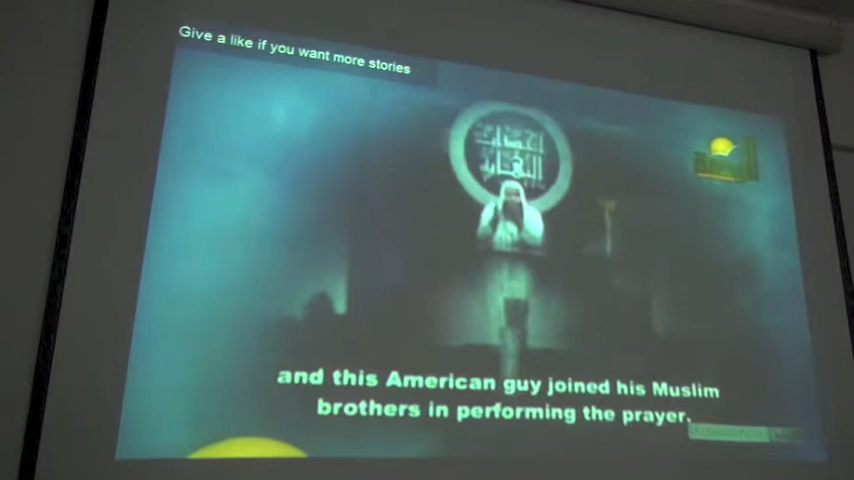 Give a like if you want more stories
and this American guy joined his Muslim
brothers in performing the prayer.